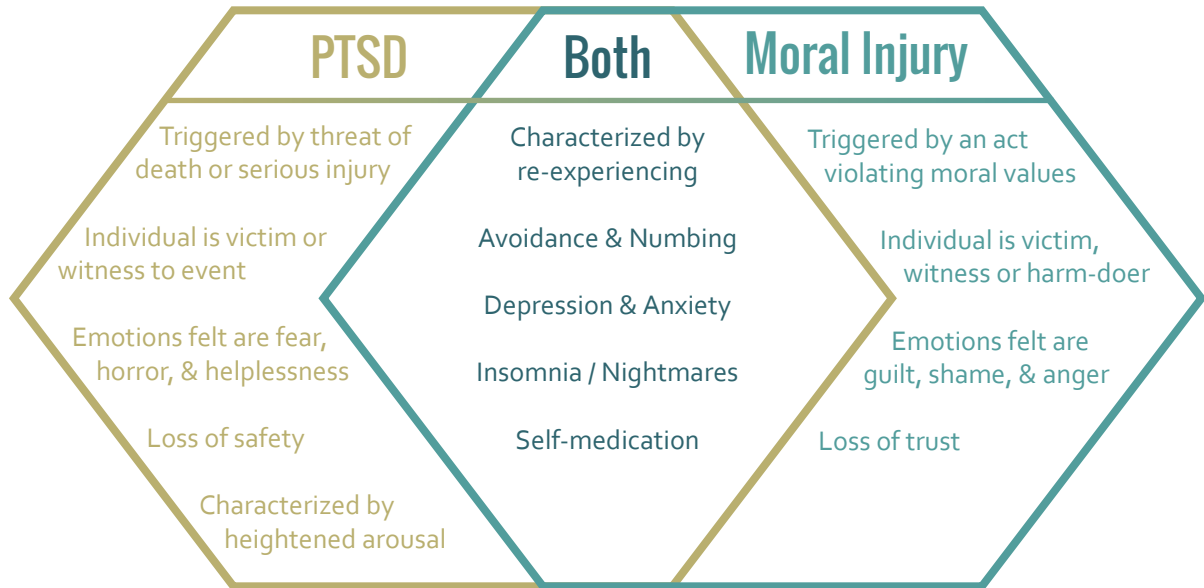 PTSD
Triggered by threat of
death or serious injury
Individual is victim or
witness to event
Emotions felt are fear,
horror, & helplessness
Loss of safety
Characterized by
heightened arousal
Both
Characterized by
re-experiencing
Avoidance & Numbing
Depression & Anxiety
Insomnia / Nightmares
Self-medication
Moral Injury
Triggered by an act
violating moral values
Individual is victim,
witness or harm-doer
Emotions felt are
guilt, shame, & anger
Loss of trust